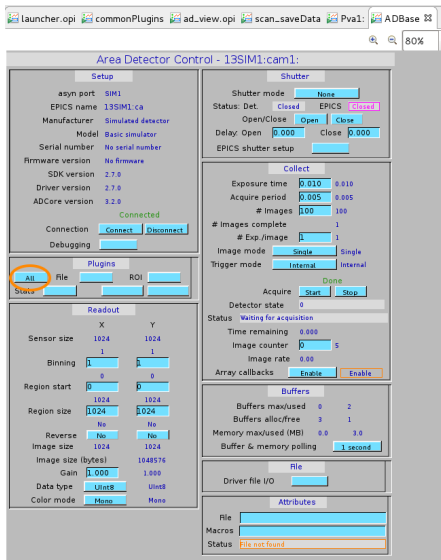 launcher.opi commonPlugins ad_view.opi scan_saveData Pva1: ADBase
80%
Area Detector Control - 13SIM1:cam1:
Setup
asyn port SIM1
EPICS name 13SIM1:ca
Manufacturer Simulated detector
Model Basic simulator
Serial number No serial number
Firmware version No firmware
SDK version 2.7.0
Driver version 2.7.0
ADCore version 3.2.0
Connected
Connection Connect Disconnect
Debugging
Plugins
All File ROI
Stats
Readout
X Y
Sensor size 1024 1024
1 1
Binning 1 1
0 0
Region start 0 0
1024 1024
Region size 1024 1024
No No
Reverse No No
Image size 1024 1024
Image size (bytes) 1048576
Gain 1.000 1.000
Data type UInt8 UInt8
Color mode Mono Mono
Shutter
Shutter mode None
Status: Det. Closed EPICS Closed
Open/Close Open Close
Delay: Open 0.000 Close 0.000
EPICS shutter setup
Collect
Exposure time 0.010 0.010
Acquire period 0.005 0.005
# Images 100 100
# Images complete 1
# Exp./image 1 1
Image mode Single Single
Trigger mode Internal Internal
Done
Acquire Start Stop
Detector state 0
Status Waiting for acquisition
Time remaining 0.000
Image counter 0 5
Image rate 0.00
Array callbacks Enable Enable
Buffers
Buffers max/used 0 2
Buffers alloc/free 3 1
Memory max/used (MB) 0.0 3.0
Buffer & memory polling 1 second
File
Driver file I/O
Attributes
File
Macros
Status File not found